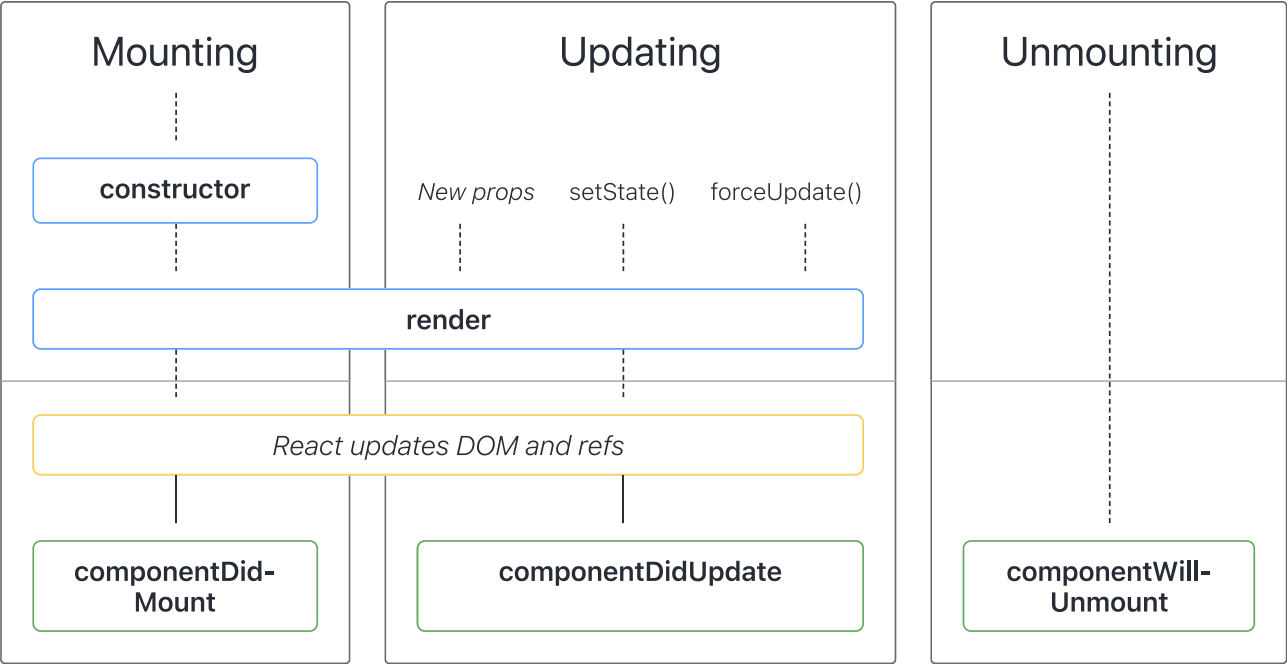 Mounting
Updating
Unmounting
constructor
New props
setState()
forceUpdate()
render
React updates DOM and refs
componentDid-
Mount
componentDidUpdate
componentWill-
Unmount